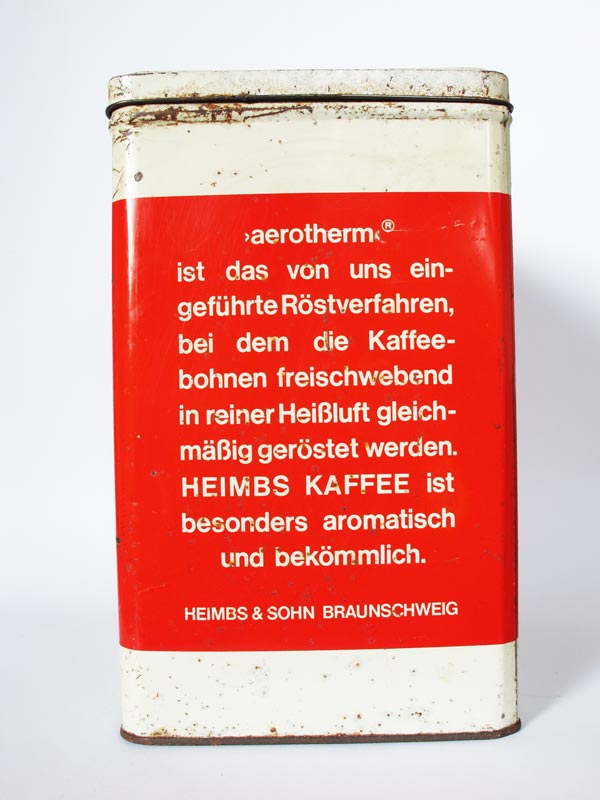 ›aerotherm‹®
ist das von uns ein-
geführte Röstverfahren,
bei dem die Kaffee-
bohnen freischwebend
in reiner Heißluft gleich-
mäßig geröstet werden.
HEIMBS KAFFEE ist
besonders aromatisch
und bekömmlich.
HEIMBS & SOHN BRAUNSCHWEIG